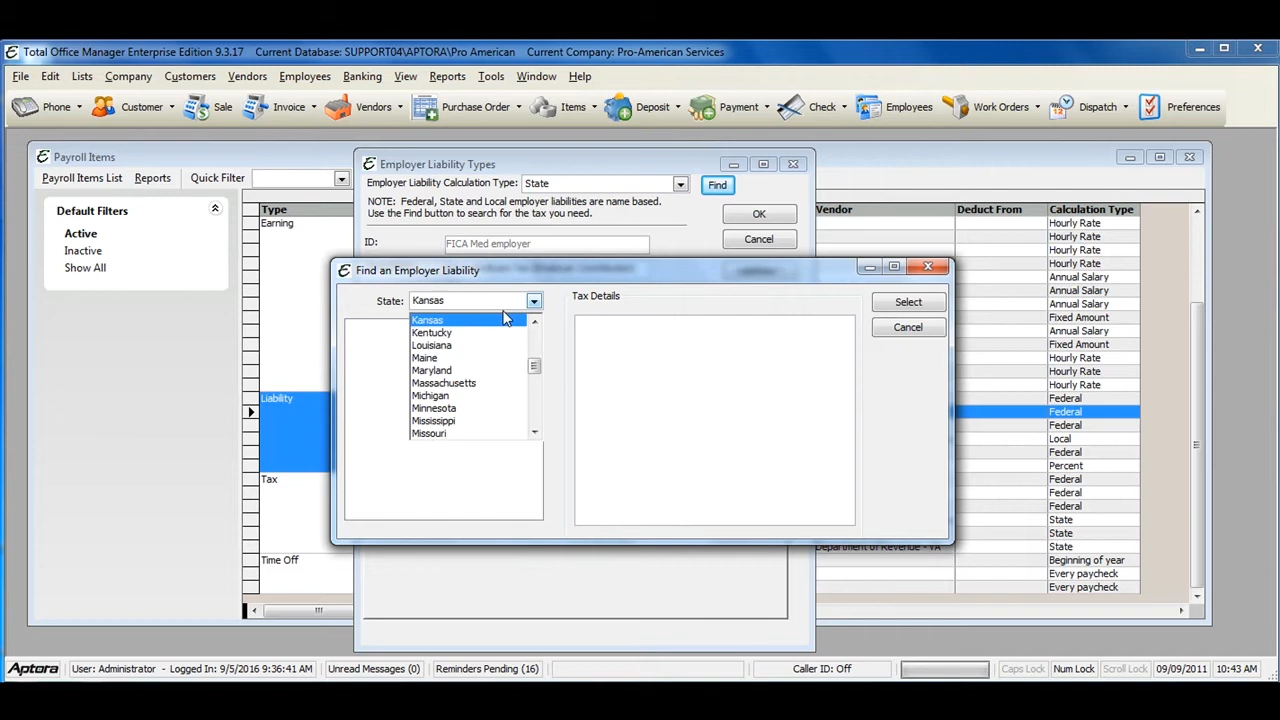 Total Office Manager Enterprise Edition 9.3.17 Current Database: SUPPORT04\APTORA\Pro American Current Company: Pro-American Services
File Edit Lists Company Customers Vendors Employees Banking View Reports Tools Window Help
Phone Customer Sale Invoice Vendors Purchase Order Items Deposit Payment Check Employees Work Orders Dispatch Preferences
Payroll Items
Payroll Items List Reports Quick Filter
Default Filters
Active
Inactive
Show All
Type
Earning
Liability
Tax
Time Off
Employer Liability Types
Employer Liability Calculation Type: State Find
NOTE: Federal, State and Local employer liabilities are name based.
Use the Find button to search for the tax you need.
OK
Cancel
ID: FICA Med employer
Find an Employer Liability
State: Kansas
Kansas
Kentucky
Louisiana
Maine
Maryland
Massachusetts
Michigan
Minnesota
Mississippi
Missouri
Tax Details
Select
Cancel
Vendor Deduct From Calculation Type
Hourly Rate
Hourly Rate
Hourly Rate
Hourly Rate
Annual Salary
Annual Salary
Annual Salary
Fixed Amount
Annual Salary
Fixed Amount
Hourly Rate
Hourly Rate
Hourly Rate
Federal
Federal
Federal
Local
Federal
Percent
Federal
Federal
Federal
State
State
Department of Revenue - VA State
Beginning of year
Every paycheck
Every paycheck
Aptora User: Administrator - Logged In: 9/5/2016 9:36:41 AM Unread Messages (0) Reminders Pending (16) Caller ID: Off Caps Lock Num Lock Scroll Lock 09/09/2011 10:43 AM